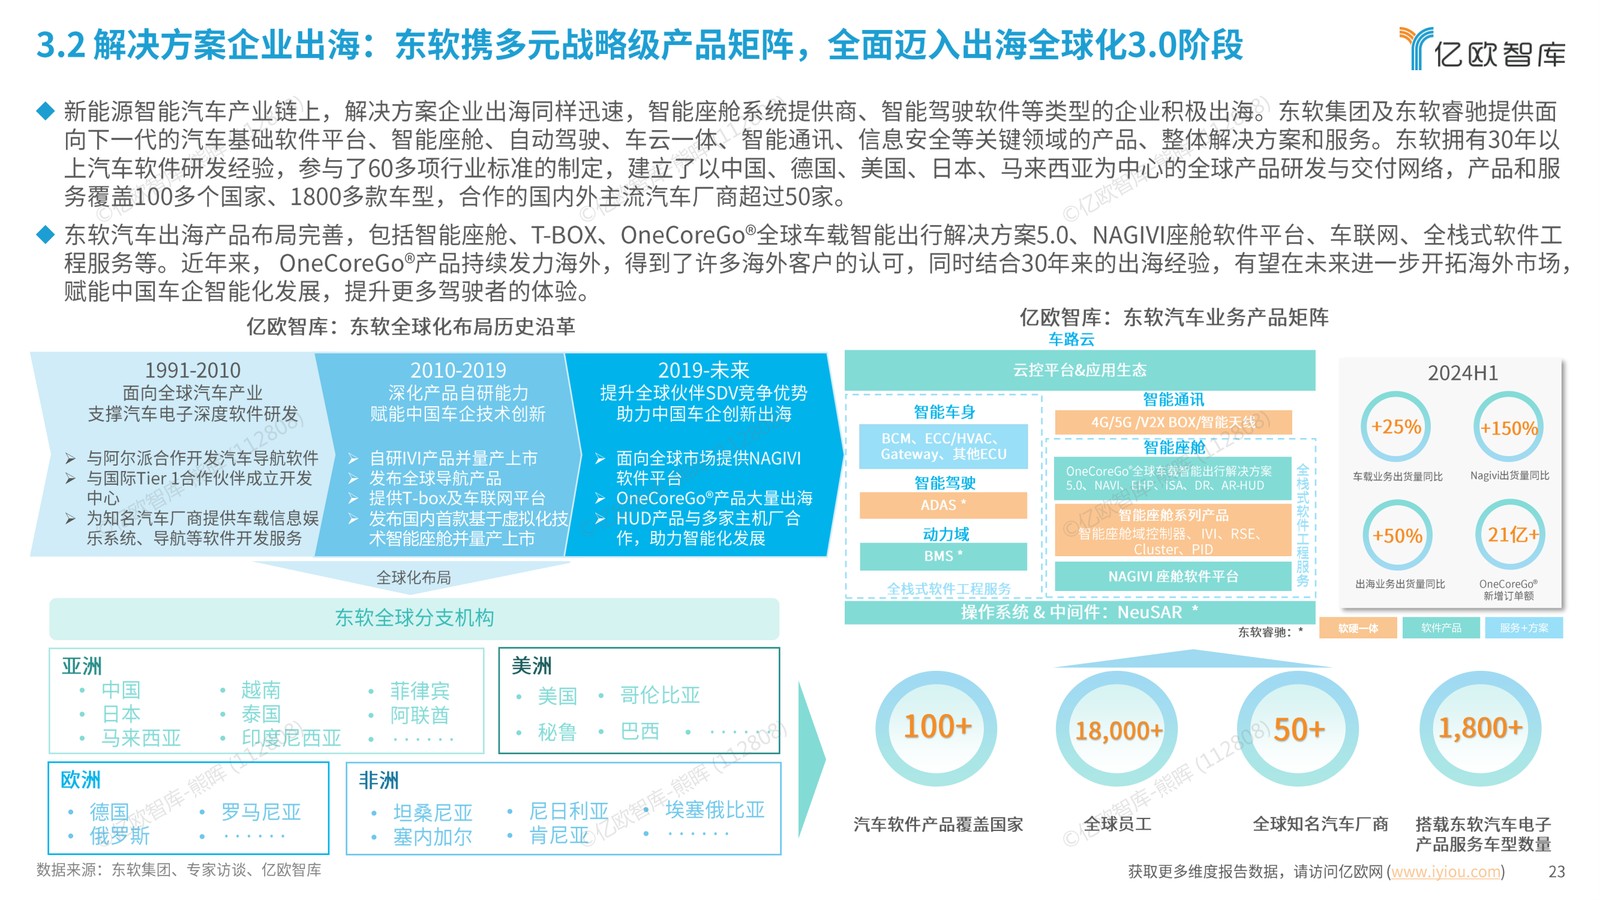 3.2 解决方案企业出海：东软携多元战略级产品矩阵，全面迈入出海全球化3.0阶段
亿欧智库
新能源智能汽车产业链上，解决方案企业出海同样迅速，智能座舱系统提供商、智能驾驶软件等类型的企业积极出海。东软集团及东软睿驰提供面
向下一代的汽车基础软件平台、智能座舱、自动驾驶、车云一体、智能通讯、信息安全等关键领域的产品、整体解决方案和服务。东软拥有30年以
上汽车软件研发经验，参与了60多项行业标准的制定，建立了以中国、德国、美国、日本、马来西亚为中心的全球产品研发与交付网络，产品和服
务覆盖100多个国家、1800多款车型，合作的国内外主流汽车厂商超过50家。
东软汽车出海产品布局完善，包括智能座舱、T-BOX、OneCoreGo®全球车载智能出行解决方案5.0、NAGIVI座舱软件平台、车联网、全栈式软件工
程服务等。近年来， OneCoreGo®产品持续发力海外，得到了许多海外客户的认可，同时结合30年来的出海经验，有望在未来进一步开拓海外市场，
赋能中国车企智能化发展，提升更多驾驶者的体验。
亿欧智库：东软全球化布局历史沿革
1991-2010
面向全球汽车产业
支撑汽车电子深度软件研发
➢ 与阿尔派合作开发汽车导航软件
➢ 与国际Tier 1合作伙伴成立开发
中心
➢ 为知名汽车厂商提供车载信息娱
乐系统、导航等软件开发服务
2010-2019
深化产品自研能力
赋能中国车企技术创新
➢ 自研IVI产品并量产上市
➢ 发布全球导航产品
➢ 提供T-box及车联网平台
➢ 发布国内首款基于虚拟化技
术智能座舱并量产上市
2019-未来
提升全球伙伴SDV竞争优势
助力中国车企创新出海
➢ 面向全球市场提供NAGIVI
软件平台
➢ OneCoreGo®产品大量出海
➢ HUD产品与多家主机厂合
作，助力智能化发展
全球化布局
东软全球分支机构
亚洲
• 中国 • 越南 • 菲律宾
• 日本 • 泰国 • 阿联酋
• 马来西亚 • 印度尼西亚 • ······
美洲
• 美国 • 哥伦比亚
• 秘鲁 • 巴西 • ······
欧洲
• 德国 • 罗马尼亚
• 俄罗斯 • ······
非洲
• 坦桑尼亚 • 尼日利亚 • 埃塞俄比亚
• 塞内加尔 • 肯尼亚 • ······
亿欧智库：东软汽车业务产品矩阵
车路云
云控平台&应用生态
智能车身
BCM、ECC/HVAC、
Gateway、其他ECU
智能驾驶
ADAS *
动力域
BMS *
全栈式软件工程服务
智能通讯
4G/5G /V2X BOX/智能天线
智能座舱
OneCoreGo®全球车载智能出行解决方案
5.0、NAVI、EHP、ISA、DR、AR-HUD
智能座舱系列产品
智能座舱域控制器、 IVI、RSE、
Cluster、PID
NAGIVI 座舱软件平台
全栈式软件工程服务
操作系统 & 中间件：NeuSAR *
东软睿驰：*
软硬一体
软件产品
服务+方案
2024H1
+25%
车载业务出货量同比
+150%
Nagivi出货量同比
+50%
出海业务出货量同比
21亿+
OneCoreGo®
新增订单额
100+
汽车软件产品覆盖国家
18,000+
全球员工
50+
全球知名汽车厂商
1,800+
搭载东软汽车电子
产品服务车型数量
数据来源：东软集团、专家访谈、亿欧智库
获取更多维度报告数据，请访问亿欧网 (www.iyiou.com)
23
©亿欧智库-熊晖 (112808)